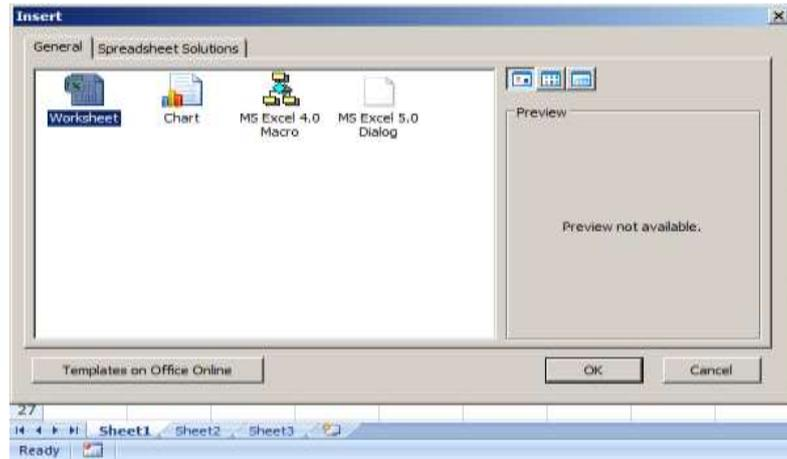 Insert
General Spreadsheet Solutions
Worksheet Chart MS Excel 4.0 Macro MS Excel 5.0 Dialog
Preview
Preview not available.
Templates on Office Online OK Cancel
27
Sheet1 Sheet2 Sheet3
Ready